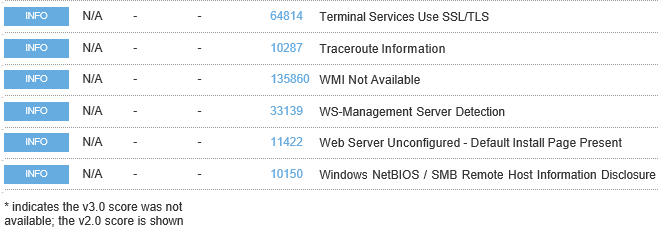 INFO N/A - - 64814 Terminal Services Use SSL/TLS
INFO N/A - - 10287 Traceroute Information
INFO N/A - - 135860 WMI Not Available
INFO N/A - - 33139 WS-Management Server Detection
INFO N/A - - 11422 Web Server Unconfigured - Default Install Page Present
INFO N/A - - 10150 Windows NetBIOS / SMB Remote Host Information Disclosure
* indicates the v3.0 score was not
available; the v2.0 score is shown